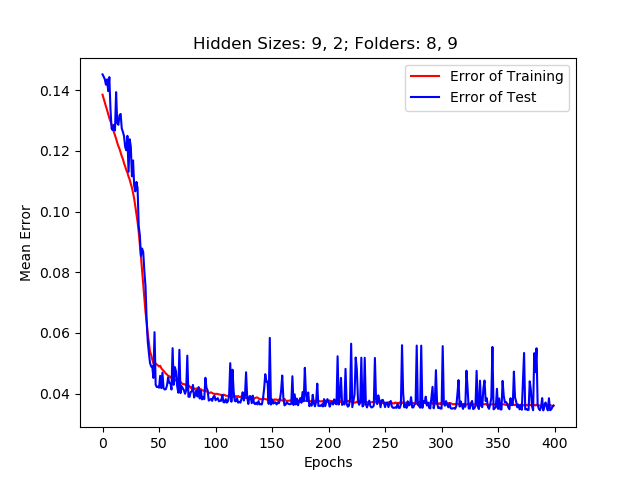 Hidden Sizes: 9, 2; Folders: 8, 9
Error of Training
Error of Test
Mean Error
0.14
0.12
0.10
0.08
0.06
0.04
0 50 100 150 200 250 300 350 400
Epochs